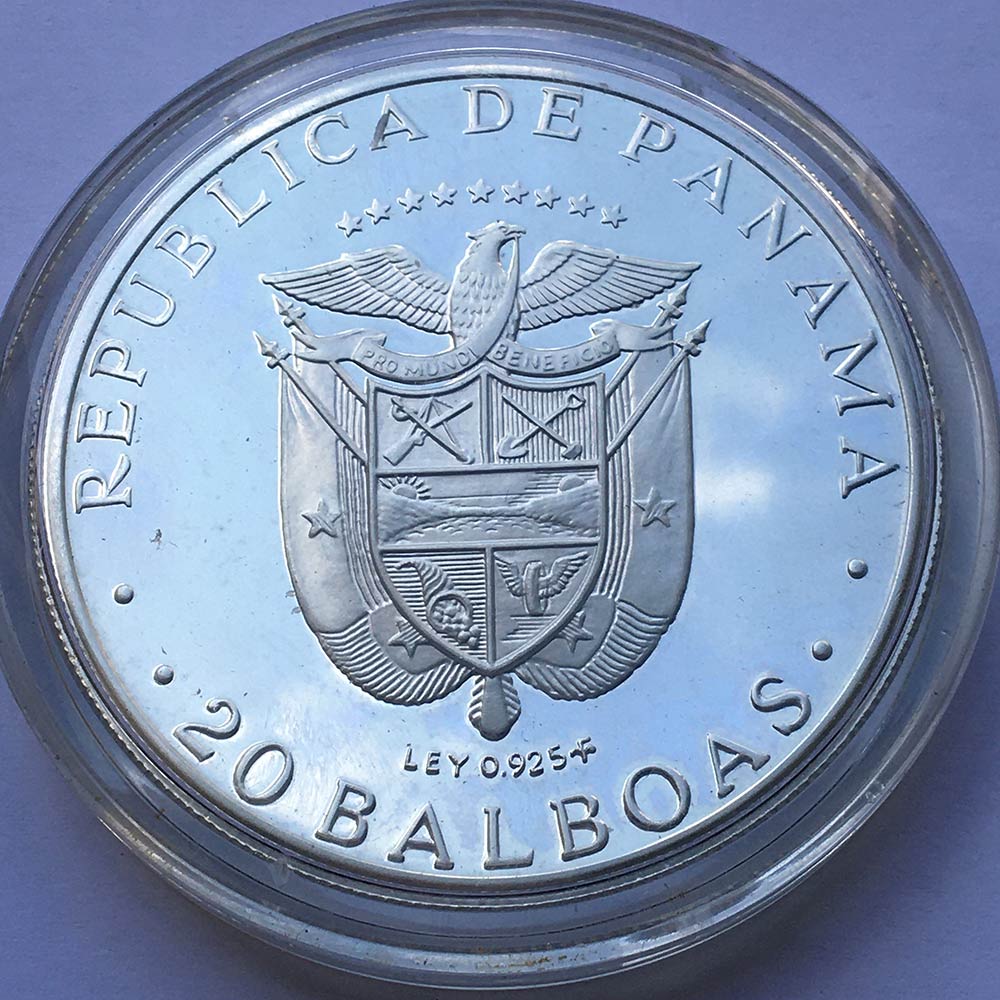 REPUBLICA DE PANAMA
PRO MUNDI BENEFICIO
LEY 0.925
20 BALBOAS